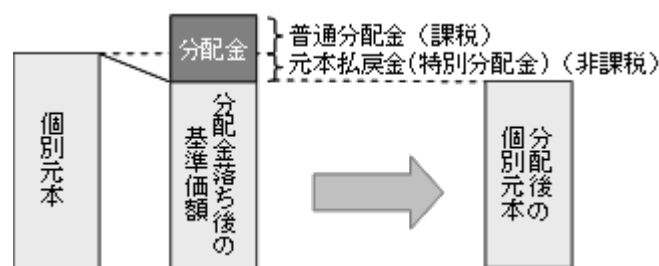 分配金
普通分配金（課税）
元本払戻金(特別分配金)（非課税）
個別元本
分配金落ち後の
基準価額
分配後の
個別元本